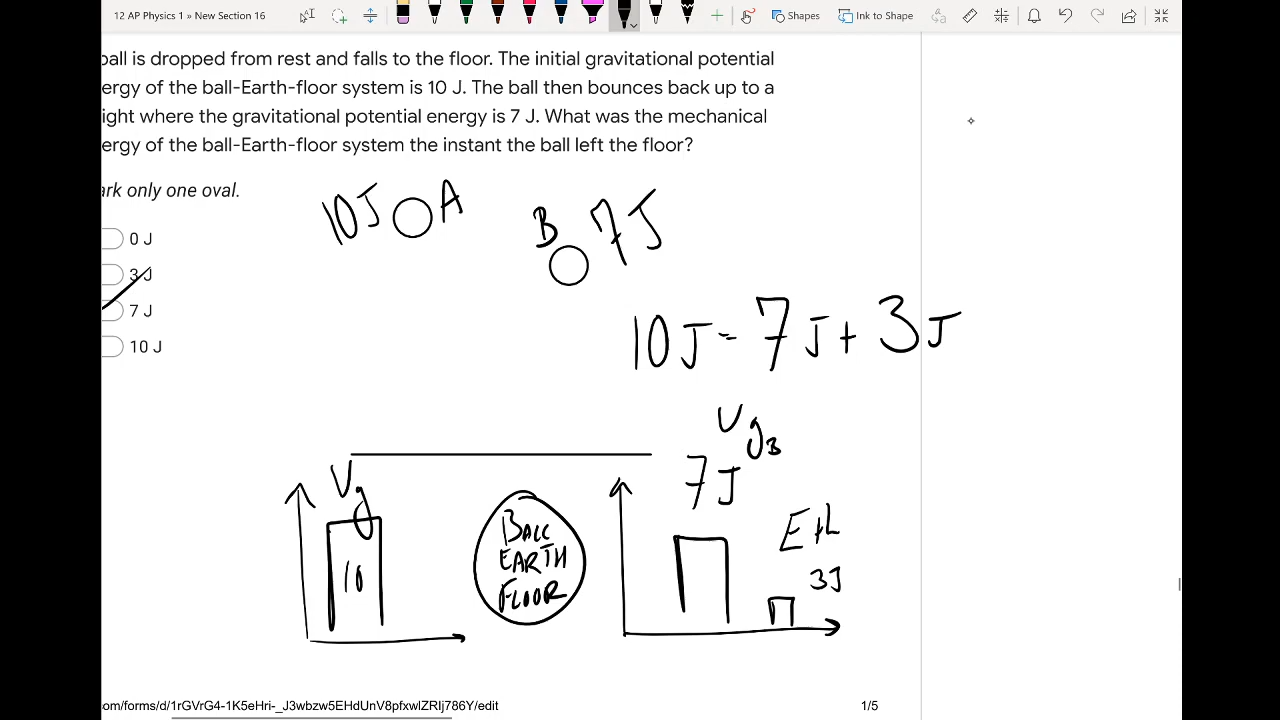 12 AP Physics 1 » New Section 16
Shapes
Ink to Shape
ball is dropped from rest and falls to the floor. The initial gravitational potential
ergy of the ball-Earth-floor system is 10 J. The ball then bounces back up to a
ight where the gravitational potential energy is 7 J. What was the mechanical
ergy of the ball-Earth-floor system the instant the ball left the floor?
ark only one oval.
10J A
B 7J
0 J
3 J
7 J
10 J
10J = 7J + 3J
UgB
7J
Ug
10
BALL
EARTH
FLOOR
Eth
3J
om/forms/d/1rGVrG4-1K5eHri-_J3wbzw5EHdUnV8pfxwlZRIj786Y/edit
1/5